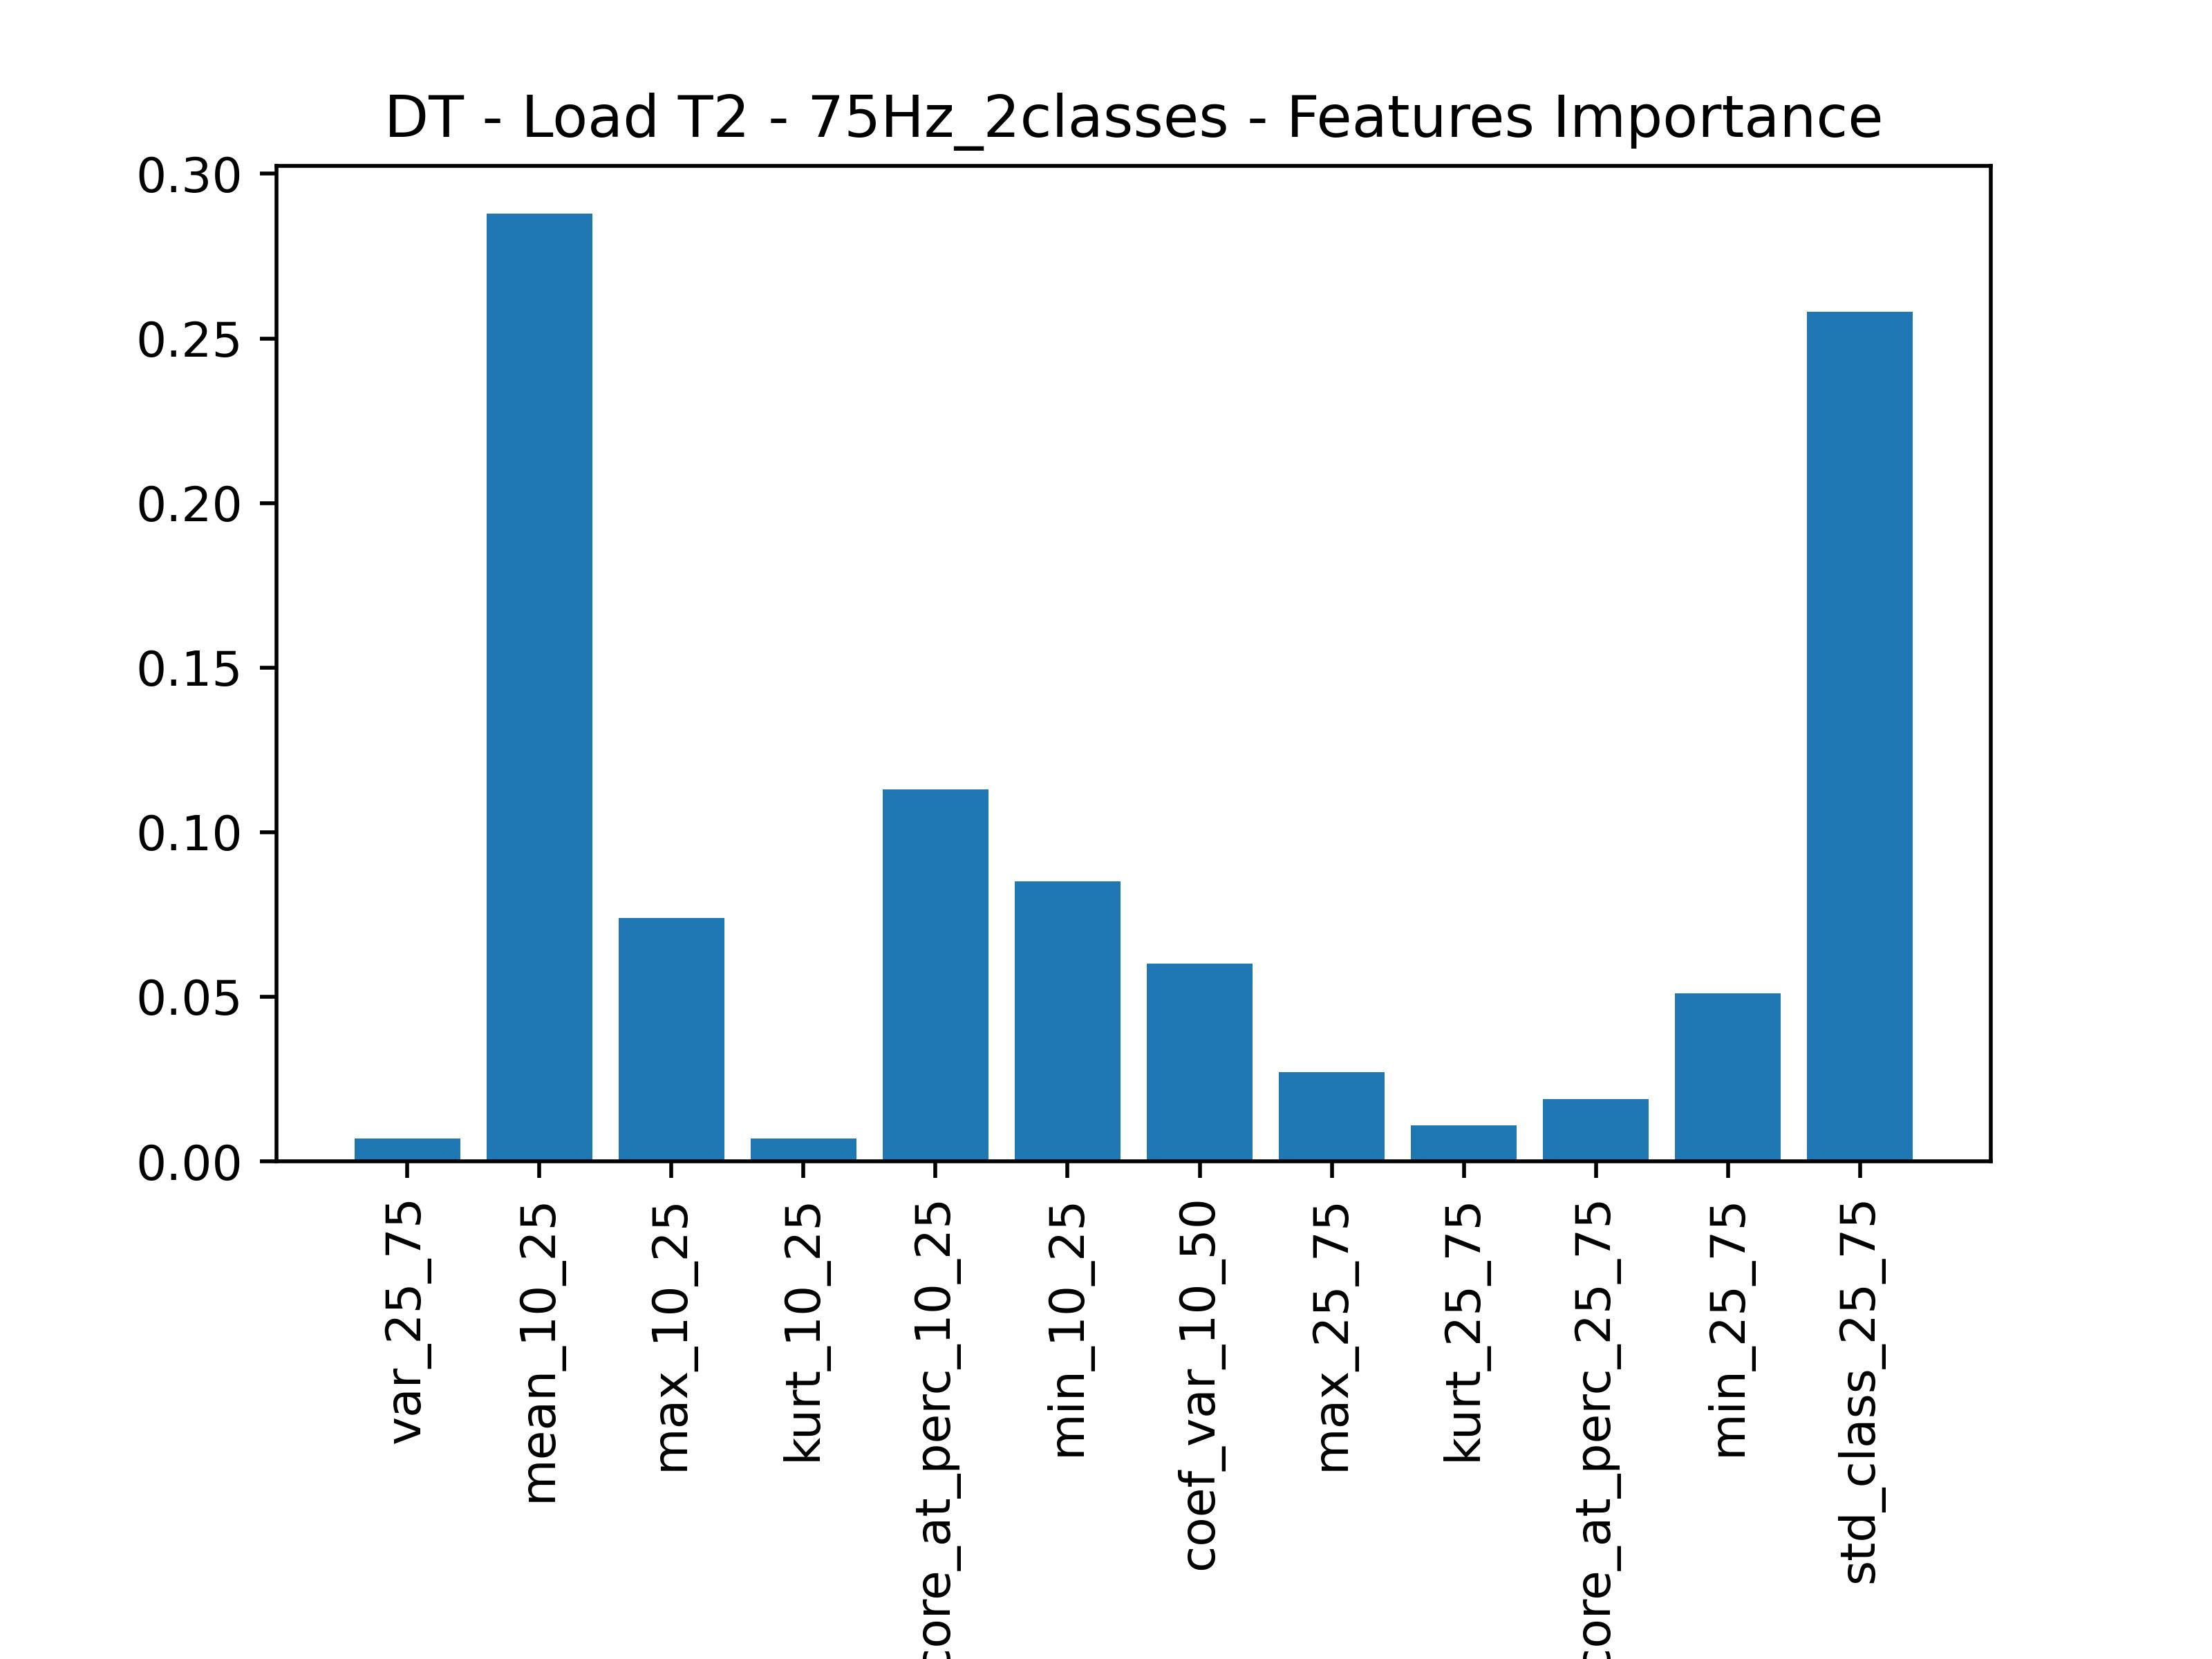 DT - Load T2 - 75Hz_2classes - Features Importance
0.30
0.25
0.20
0.15
0.10
0.05
0.00
var_25_75
mean_10_25
max_10_25
kurt_10_25
core_at_perc_10_25
min_10_25
coef_var_10_50
max_25_75
kurt_25_75
core_at_perc_25_75
min_25_75
std_class_25_75